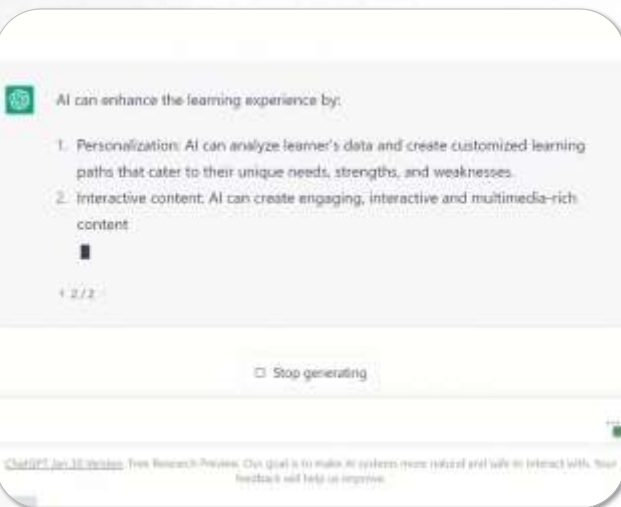 AI can enhance the learning experience by:
1. Personalization: AI can analyze learner's data and create customized learning
paths that cater to their unique needs, strengths, and weaknesses.
2. Interactive content: AI can create engaging, interactive and multimedia-rich
content
< 2 / 2
Stop generating
ChatGPT Jan 30 Version. Free Research Preview. Our goal is to make AI systems more natural and safe to interact with. Your
feedback will help us improve.